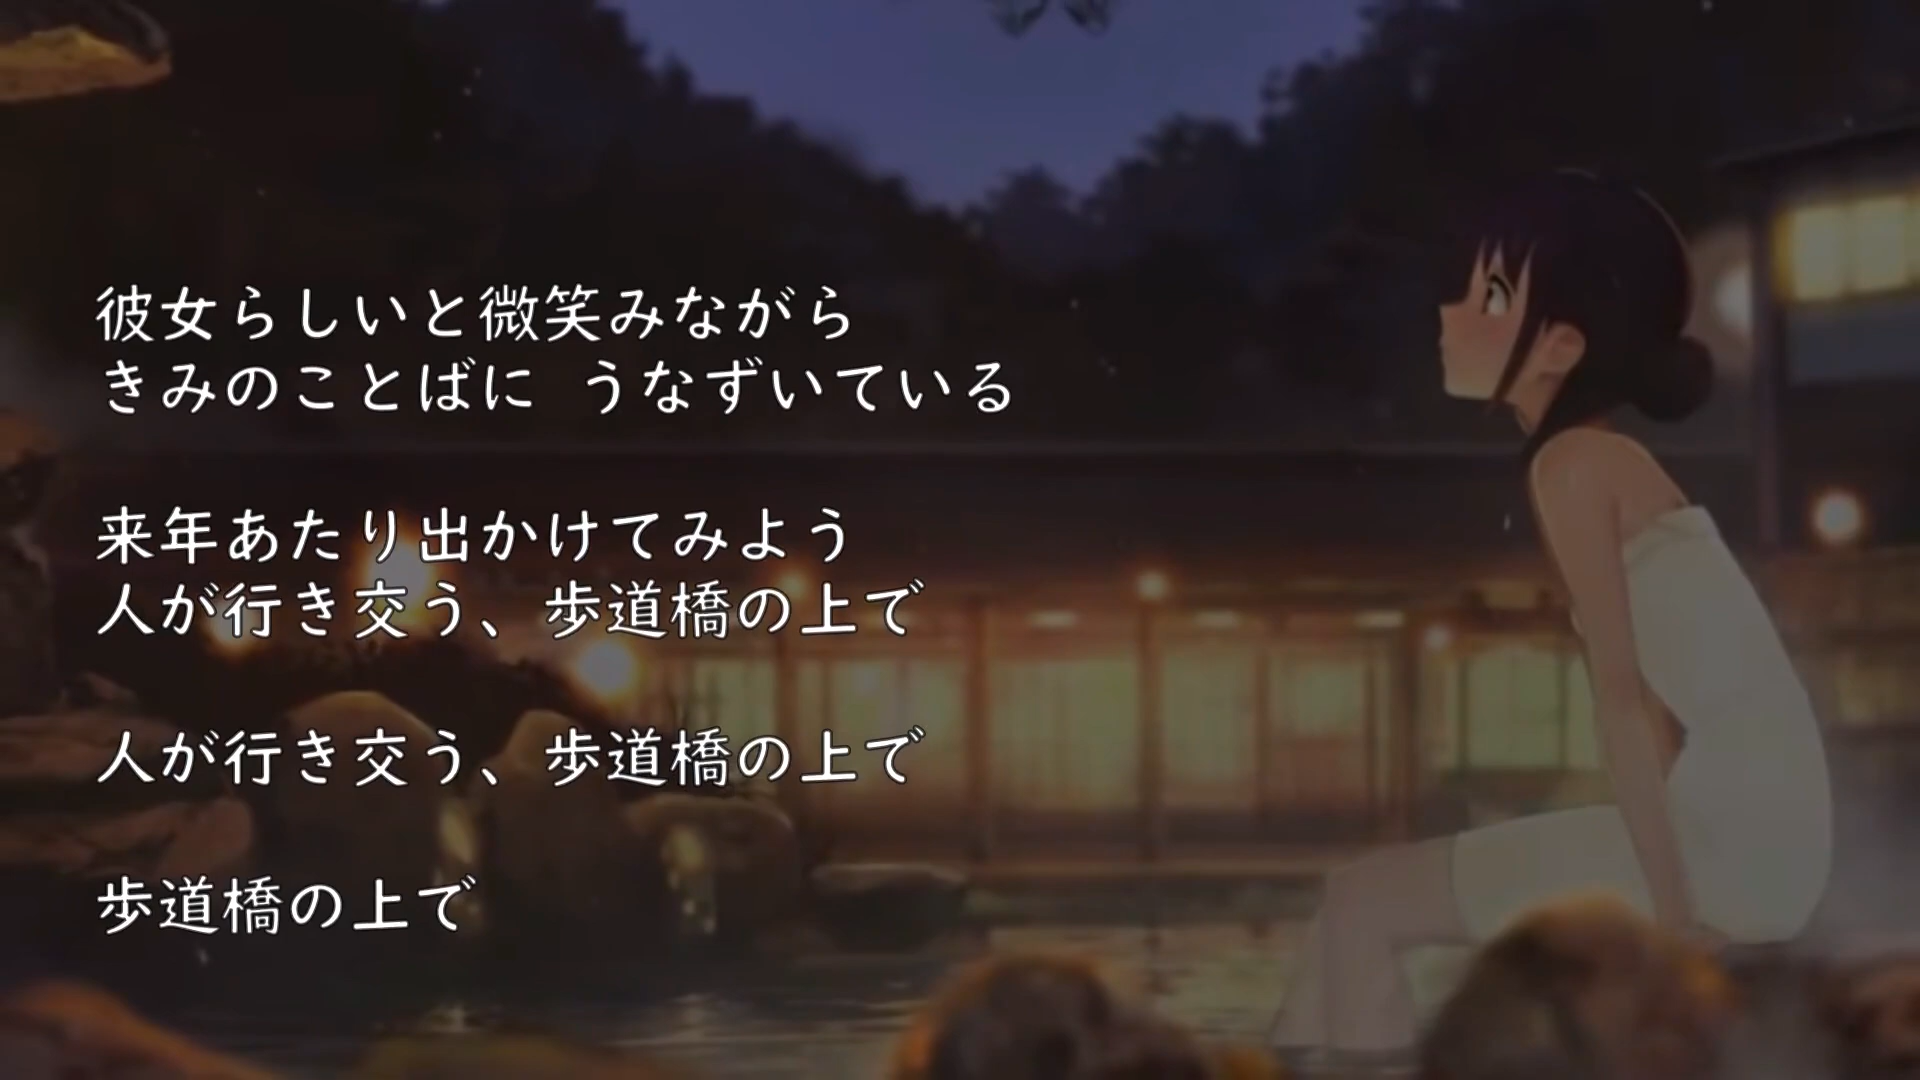 彼女らしいと微笑みながら
きみのことばに うなずいている
来年あたり出かけてみよう
人が行き交う、歩道橋の上で
人が行き交う、歩道橋の上で
歩道橋の上で